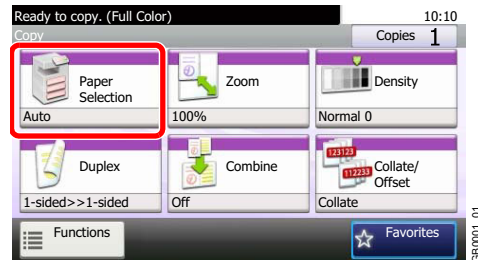 Ready to copy. (Full Color)
10:10
Copy
Copies 1
Paper
Selection
Auto
Zoom
100%
Density
Normal 0
Duplex
1-sided>>1-sided
Combine
Off
123123
112233
Collate/
Offset
Collate
Functions
Favorites
GB0001_01